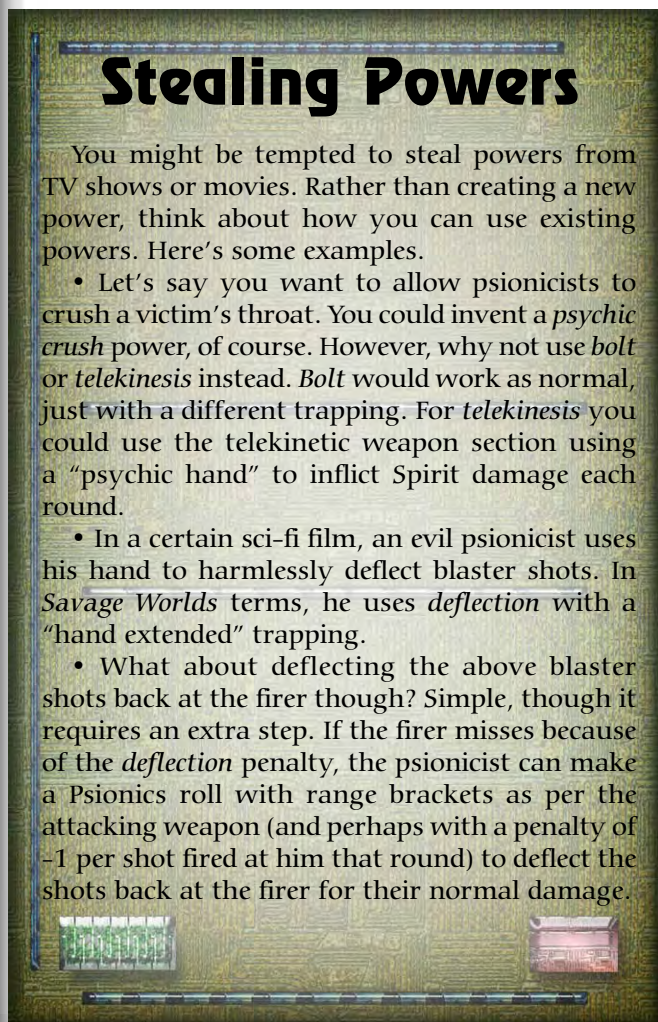 Stealing Powers
You might be tempted to steal powers from
TV shows or movies. Rather than creating a new
power, think about how you can use existing
powers. Here's some examples.
• Let's say you want to allow psionicists to
crush a victim's throat. You could invent a psychic
crush power, of course. However, why not use bolt
or telekinesis instead. Bolt would work as normal,
just with a different trapping. For telekinesis you
could use the telekinetic weapon section using
a “psychic hand” to inflict Spirit damage each
round.
• In a certain sci-fi film, an evil psionicist uses
his hand to harmlessly deflect blaster shots. In
Savage Worlds terms, he uses deflection with a
“hand extended” trapping.
• What about deflecting the above blaster
shots back at the firer though? Simple, though it
requires an extra step. If the firer misses because
of the deflection penalty, the psionicist can make
a Psionics roll with range brackets as per the
attacking weapon (and perhaps with a penalty of
-1 per shot fired at him that round) to deflect the
shots back at the firer for their normal damage.